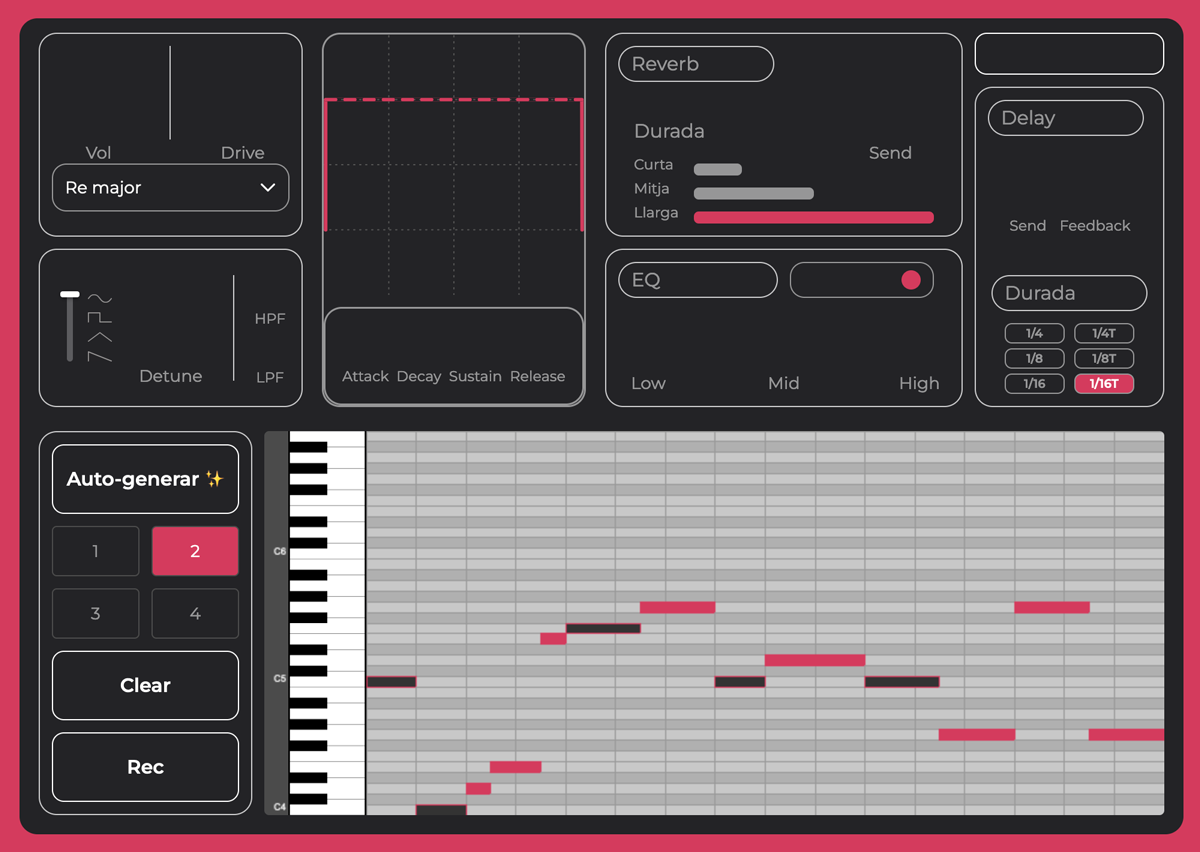 Vol
Drive
Re major
Detune
HPF
LPF
Attack Decay Sustain Release
Reverb
Durada
Curta
Mitja
Llarga
Send
EQ
Low
Mid
High
Delay
Send Feedback
Durada
1/4 1/4T
1/8 1/8T
1/16 1/16T
Auto-generar ✨
1 2
3 4
Clear
Rec
C6
C5
C4